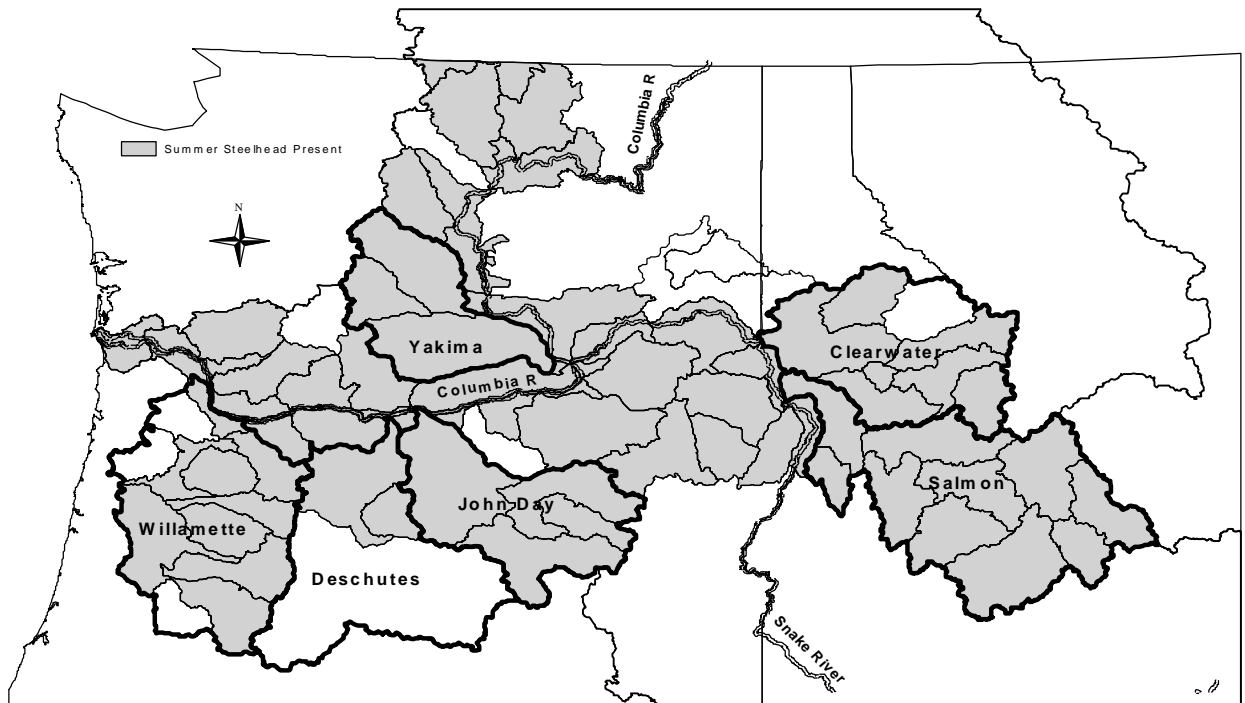 Columbia R
Summer Steelhead Present
N
Yakima
Clearwater
Columbia R
Salmon
John Day
Willamette
Deschutes
Snake River